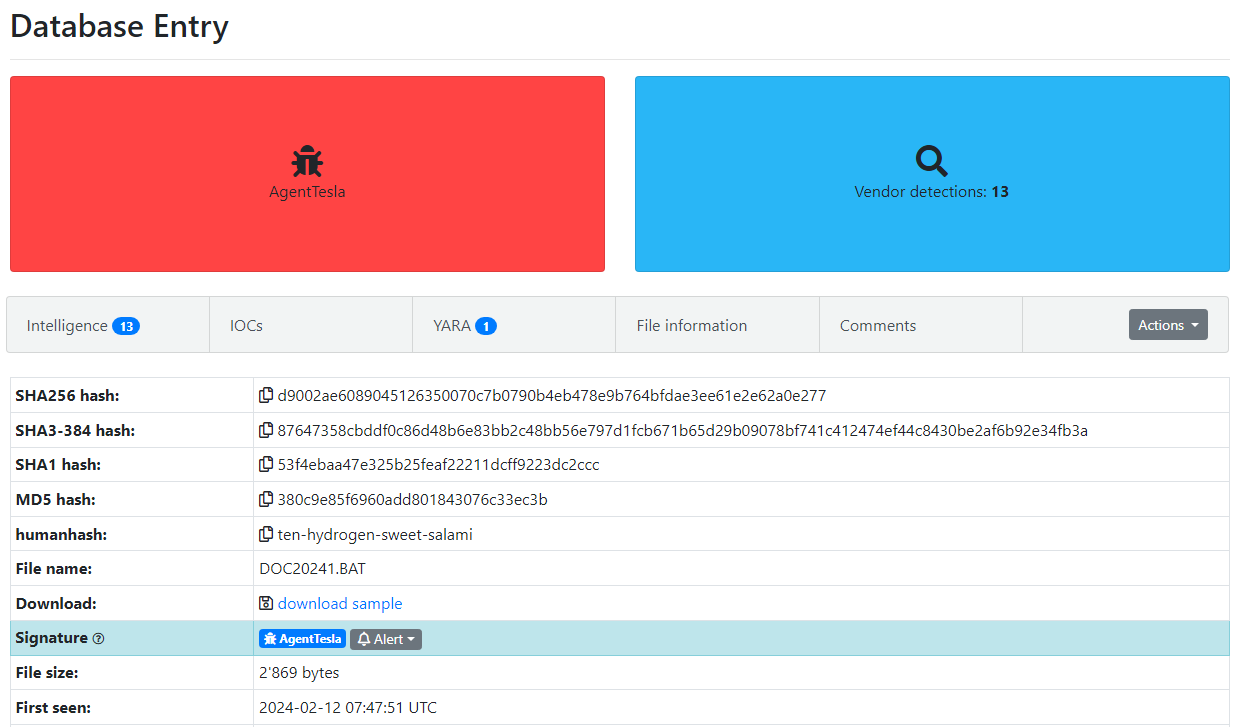 Database Entry
AgentTesla
Vendor detections: 13
Intelligence 13 IOCs YARA 1 File information Comments Actions
SHA256 hash: d9002ae6089045126350070c7b0790b4eb478e9b764bfdae3ee61e2e62a0e277
SHA3-384 hash: 87647358cbddf0c86d48b6e83bb2c48bb56e797d1fcb671b65d29b09078bf741c412474ef44c8430be2af6b92e34fb3a
SHA1 hash: 53f4ebaa47e325b25feaf22211dcff9223dc2ccc
MD5 hash: 380c9e85f6960add801843076c33ec3b
humanhash: ten-hydrogen-sweet-salami
File name: DOC20241.BAT
Download: download sample
Signature AgentTesla Alert
File size: 2'869 bytes
First seen: 2024-02-12 07:47:51 UTC